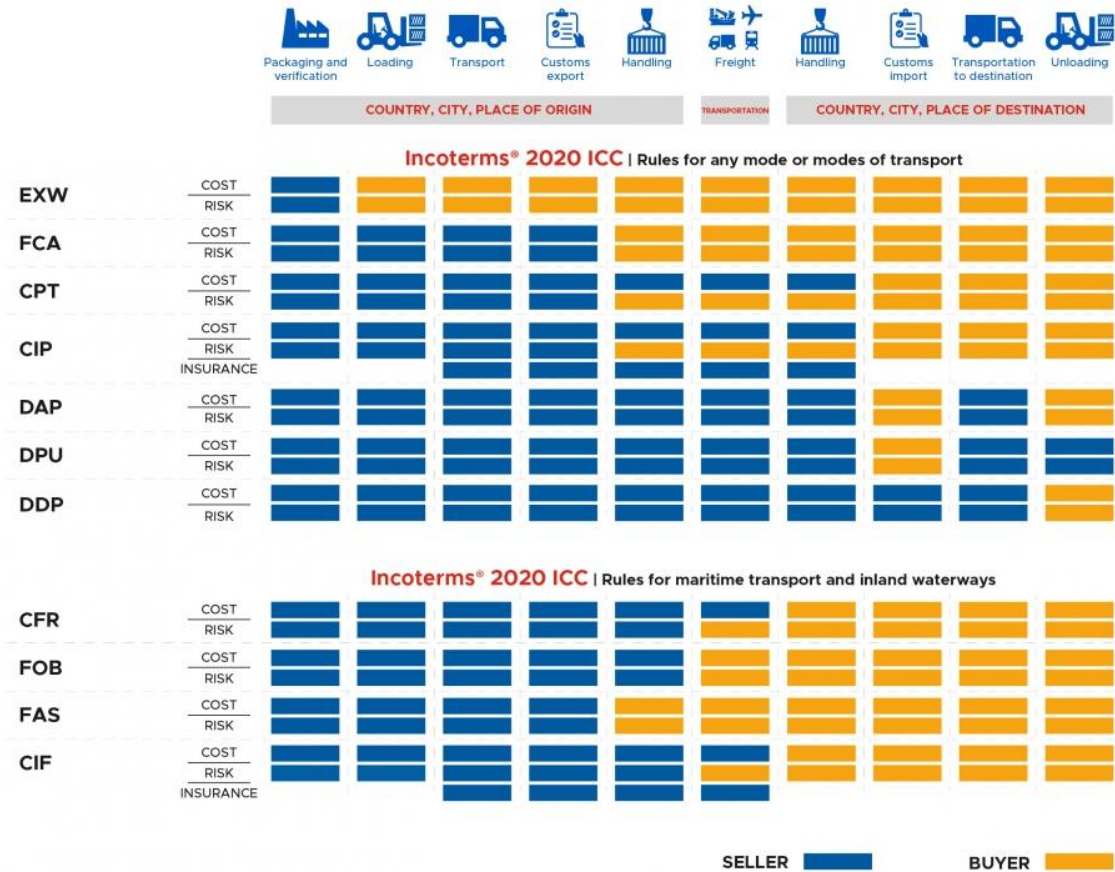 Packaging and
verification
Loading
Transport
Customs
export
Handling
Freight
Handling
Customs
import
Transportation
to destination
Unloading
COUNTRY, CITY, PLACE OF ORIGIN
TRANSPORTATION
COUNTRY, CITY, PLACE OF DESTINATION
Incoterms® 2020 ICC | Rules for any mode or modes of transport
EXW
COST
RISK
FCA
COST
RISK
CPT
COST
RISK
CIP
COST
RISK
INSURANCE
DAP
COST
RISK
DPU
COST
RISK
DDP
COST
RISK
Incoterms® 2020 ICC | Rules for maritime transport and inland waterways
CFR
COST
RISK
FOB
COST
RISK
FAS
COST
RISK
CIF
COST
RISK
INSURANCE
SELLER
BUYER